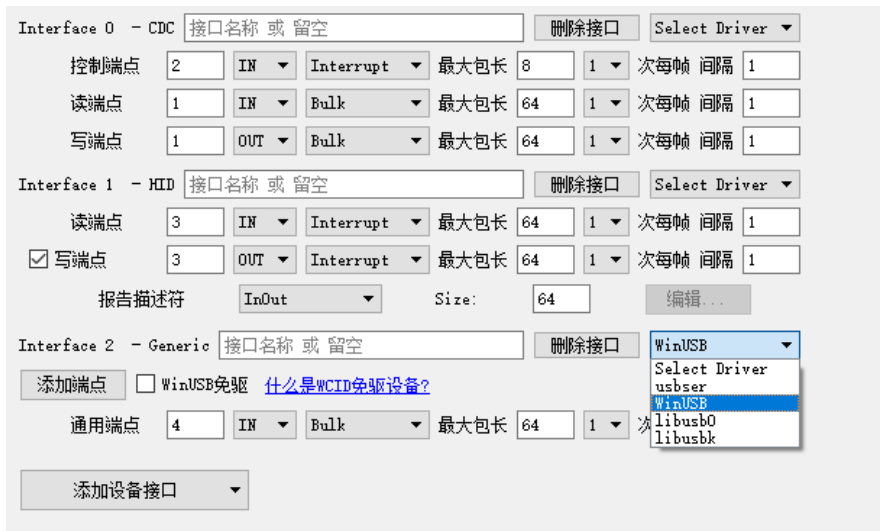 Interface 0 - CDC 接口名称 或 留空 删除接口 Select Driver
控制端点 2 IN Interrupt 最大包长 8 1 次每帧 间隔 1
读端点 1 IN Bulk 最大包长 64 1 次每帧 间隔 1
写端点 1 OUT Bulk 最大包长 64 1 次每帧 间隔 1
Interface 1 - HID 接口名称 或 留空 删除接口 Select Driver
读端点 3 IN Interrupt 最大包长 64 1 次每帧 间隔 1
写端点 3 OUT Interrupt 最大包长 64 1 次每帧 间隔 1
报告描述符 InOut Size: 64 编辑...
Interface 2 - Generic 接口名称 或 留空 删除接口 WinUSB
Select Driver
usbser
WinUSB
libusb0
libusbk
添加端点 WinUSB免驱 什么是WCID免驱设备?
通用端点 4 IN Bulk 最大包长 64 1 次
添加设备接口